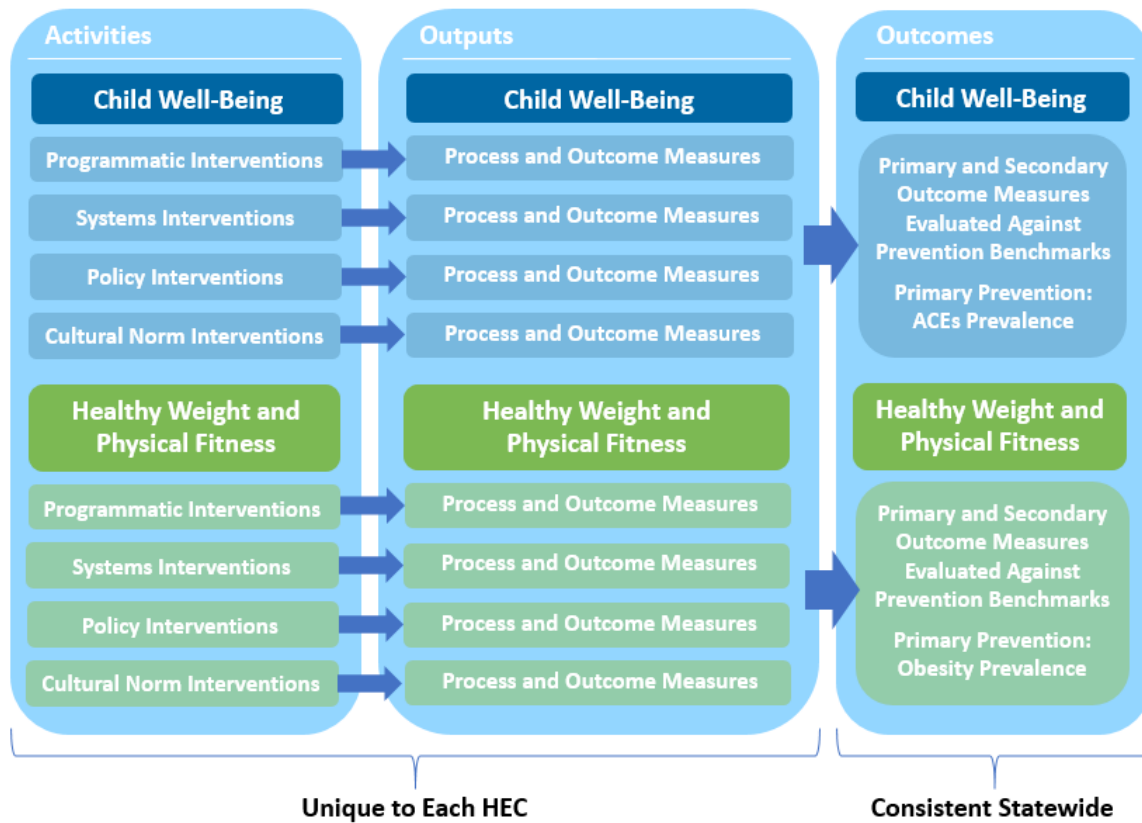 Activities
Child Well-Being
Programmatic Interventions
Systems Interventions
Policy Interventions
Cultural Norm Interventions
Healthy Weight and
Physical Fitness
Programmatic Interventions
Systems Interventions
Policy Interventions
Cultural Norm Interventions
Outputs
Child Well-Being
Process and Outcome Measures
Process and Outcome Measures
Process and Outcome Measures
Process and Outcome Measures
Healthy Weight and
Physical Fitness
Process and Outcome Measures
Process and Outcome Measures
Process and Outcome Measures
Process and Outcome Measures
Outcomes
Child Well-Being
Primary and Secondary
Outcome Measures
Evaluated Against
Prevention Benchmarks
Primary Prevention:
ACEs Prevalence
Healthy Weight and
Physical Fitness
Primary and Secondary
Outcome Measures
Evaluated Against
Prevention Benchmarks
Primary Prevention:
Obesity Prevalence
Unique to Each HEC
Consistent Statewide